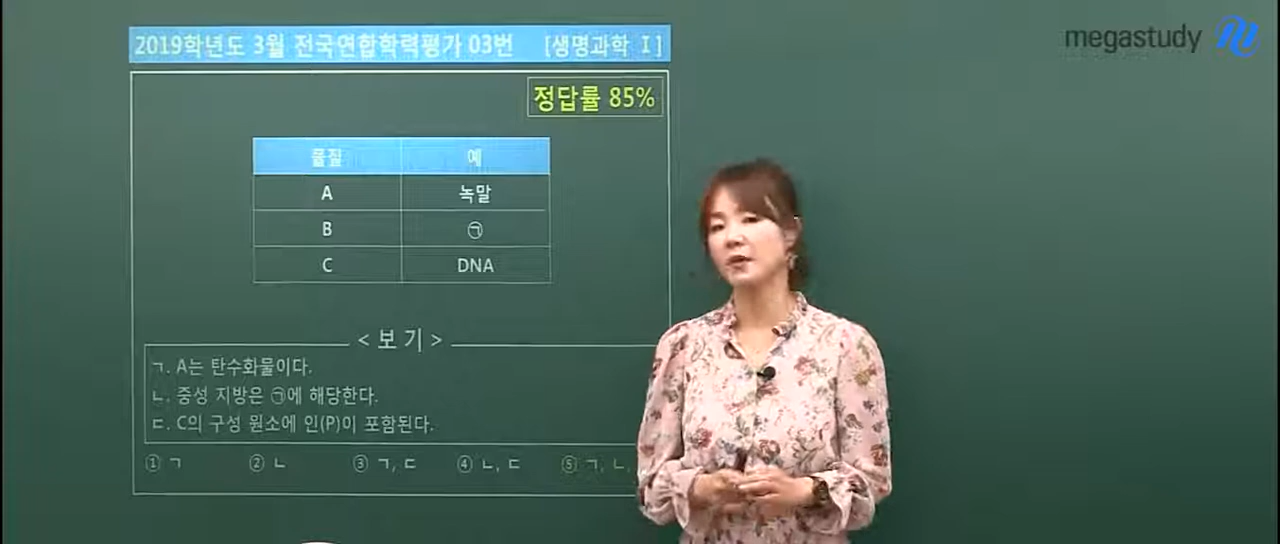 2019학년도 3월 전국연합학력평가 03번 [생명과학 Ⅰ]
megastudy
정답률 85%
물질 예
A 녹말
B ㉠
C DNA
< 보 기 >
ㄱ. A는 탄수화물이다.
ㄴ. 중성 지방은 ㉠에 해당한다.
ㄷ. C의 구성 원소에 인(P)이 포함된다.
① ㄱ ② ㄴ ③ ㄱ, ㄷ ④ ㄴ, ㄷ ⑤ ㄱ, ㄴ,